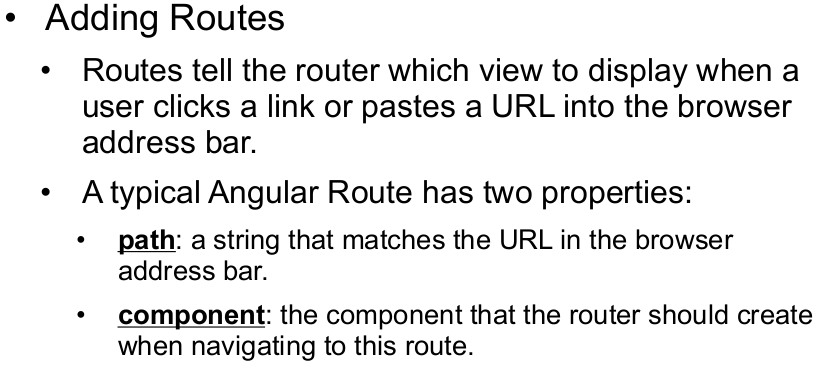 • Adding Routes
• Routes tell the router which view to display when a
user clicks a link or pastes a URL into the browser
address bar.
• A typical Angular Route has two properties:
• path: a string that matches the URL in the browser
address bar.
• component: the component that the router should create
when navigating to this route.